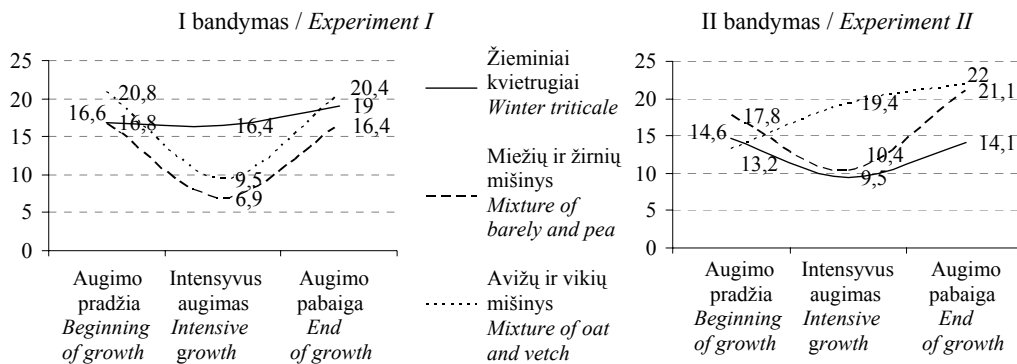 I bandymas / Experiment I
25
20
15
10
5
0
20,8
16,6
16,8
16,4
9,5
6,9
20,4
19
16,4
Augimo
pradžia
Beginning
of growth
Intensyvus
augimas
Intensive
growth
Augimo
pabaiga
End
of growth
Žieminiai
kvietrugiai
Winter triticale
Miežių ir žirnių
mišinys
Mixture of
barely and pea
Avižų ir vikių
mišinys
Mixture of oat
and vetch
II bandymas / Experiment II
25
20
15
10
5
0
17,8
14,6
13,2
19,4
10,4
9,5
22
21,1
14,1
Augimo
pradžia
Beginning
of growth
Intensyvus
augimas
Intensive
growth
Augimo
pabaiga
End
of growth